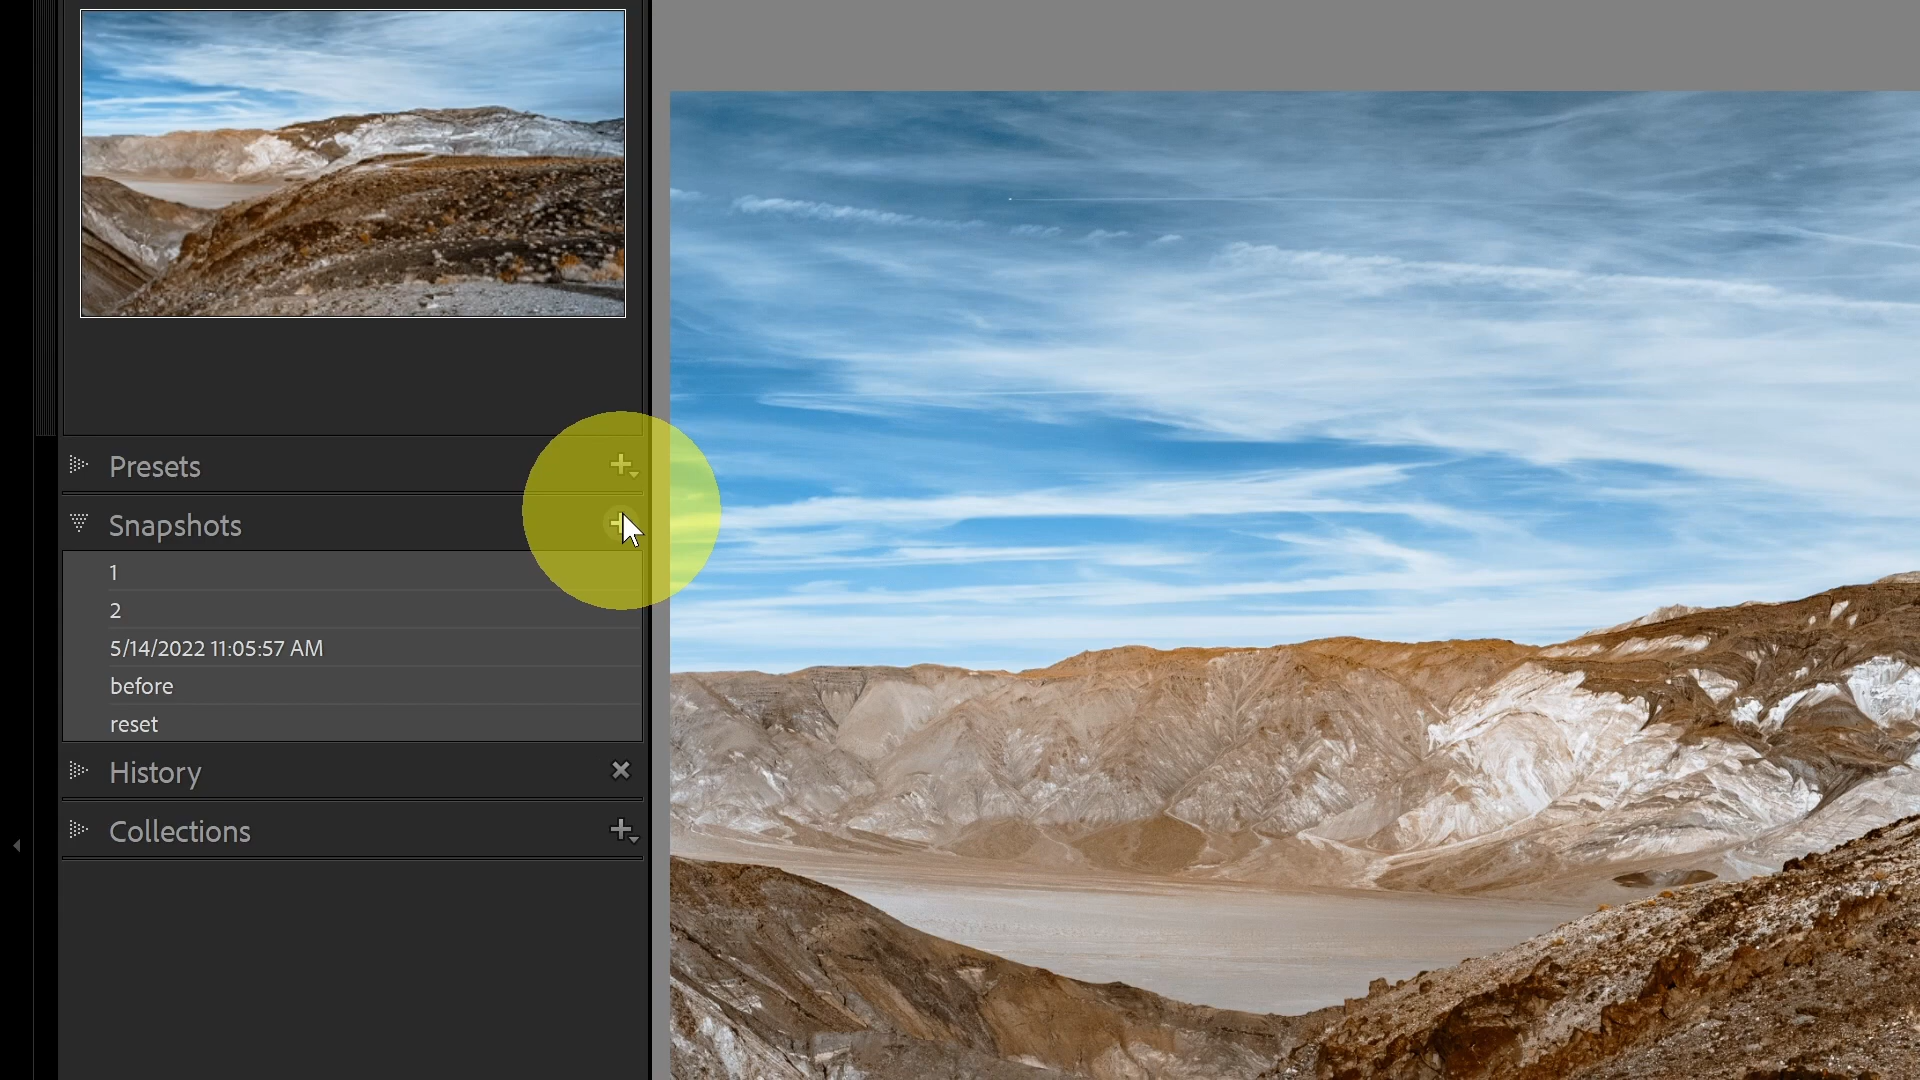 Presets
Snapshots
1
2
5/14/2022 11:05:57 AM
before
reset
History
Collections